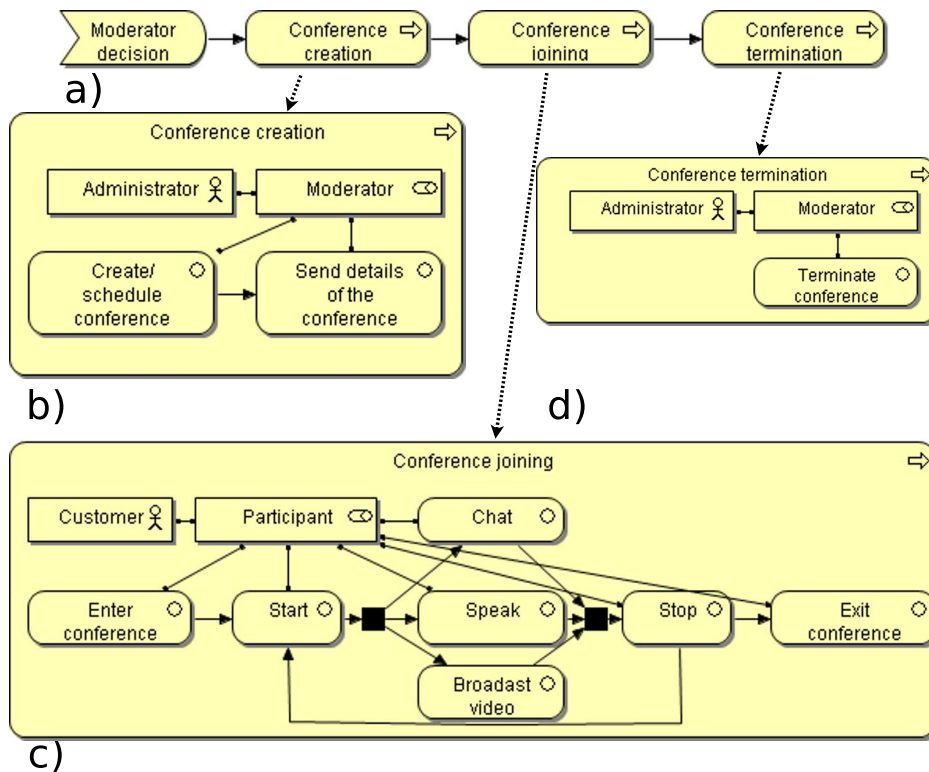 Moderator
decision
Conference
creation
Conference
joining
Conference
termination
a)
Conference creation
Administrator
Moderator
Create/
schedule
conference
Send details
of the
conference
b)
Conference termination
Administrator
Moderator
Terminate
conference
d)
Conference joining
Customer
Participant
Chat
Enter
conference
Start
Speak
Stop
Exit
conference
Broadast
video
c)